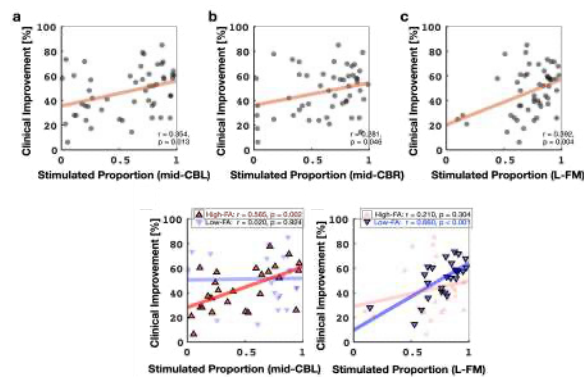 a
b
c
Clinical Improvement [%]
Clinical Improvement [%]
Clinical Improvement [%]
100
80
60
40
20
0
100
80
60
40
20
0
100
80
60
40
20
0
r = 0.354,
p = 0.013
r = 0.281,
p = 0.046
r = 0.392,
p = 0.004
0
0.5
1
0
0.5
1
0
0.5
1
Stimulated Proportion (mid-CBL)
Stimulated Proportion (mid-CBR)
Stimulated Proportion (L-FM)
High-FA: r = 0.565, p = 0.002
Low-FA: r = 0.020, p = 0.924
High-FA: r = 0.210, p = 0.304
Low-FA: r = 0.660, p < 0.001
Clinical Improvement [%]
Clinical Improvement [%]
100
80
60
40
20
0
100
80
60
40
20
0
0
0.5
1
0
0.5
1
Stimulated Proportion (mid-CBL)
Stimulated Proportion (L-FM)